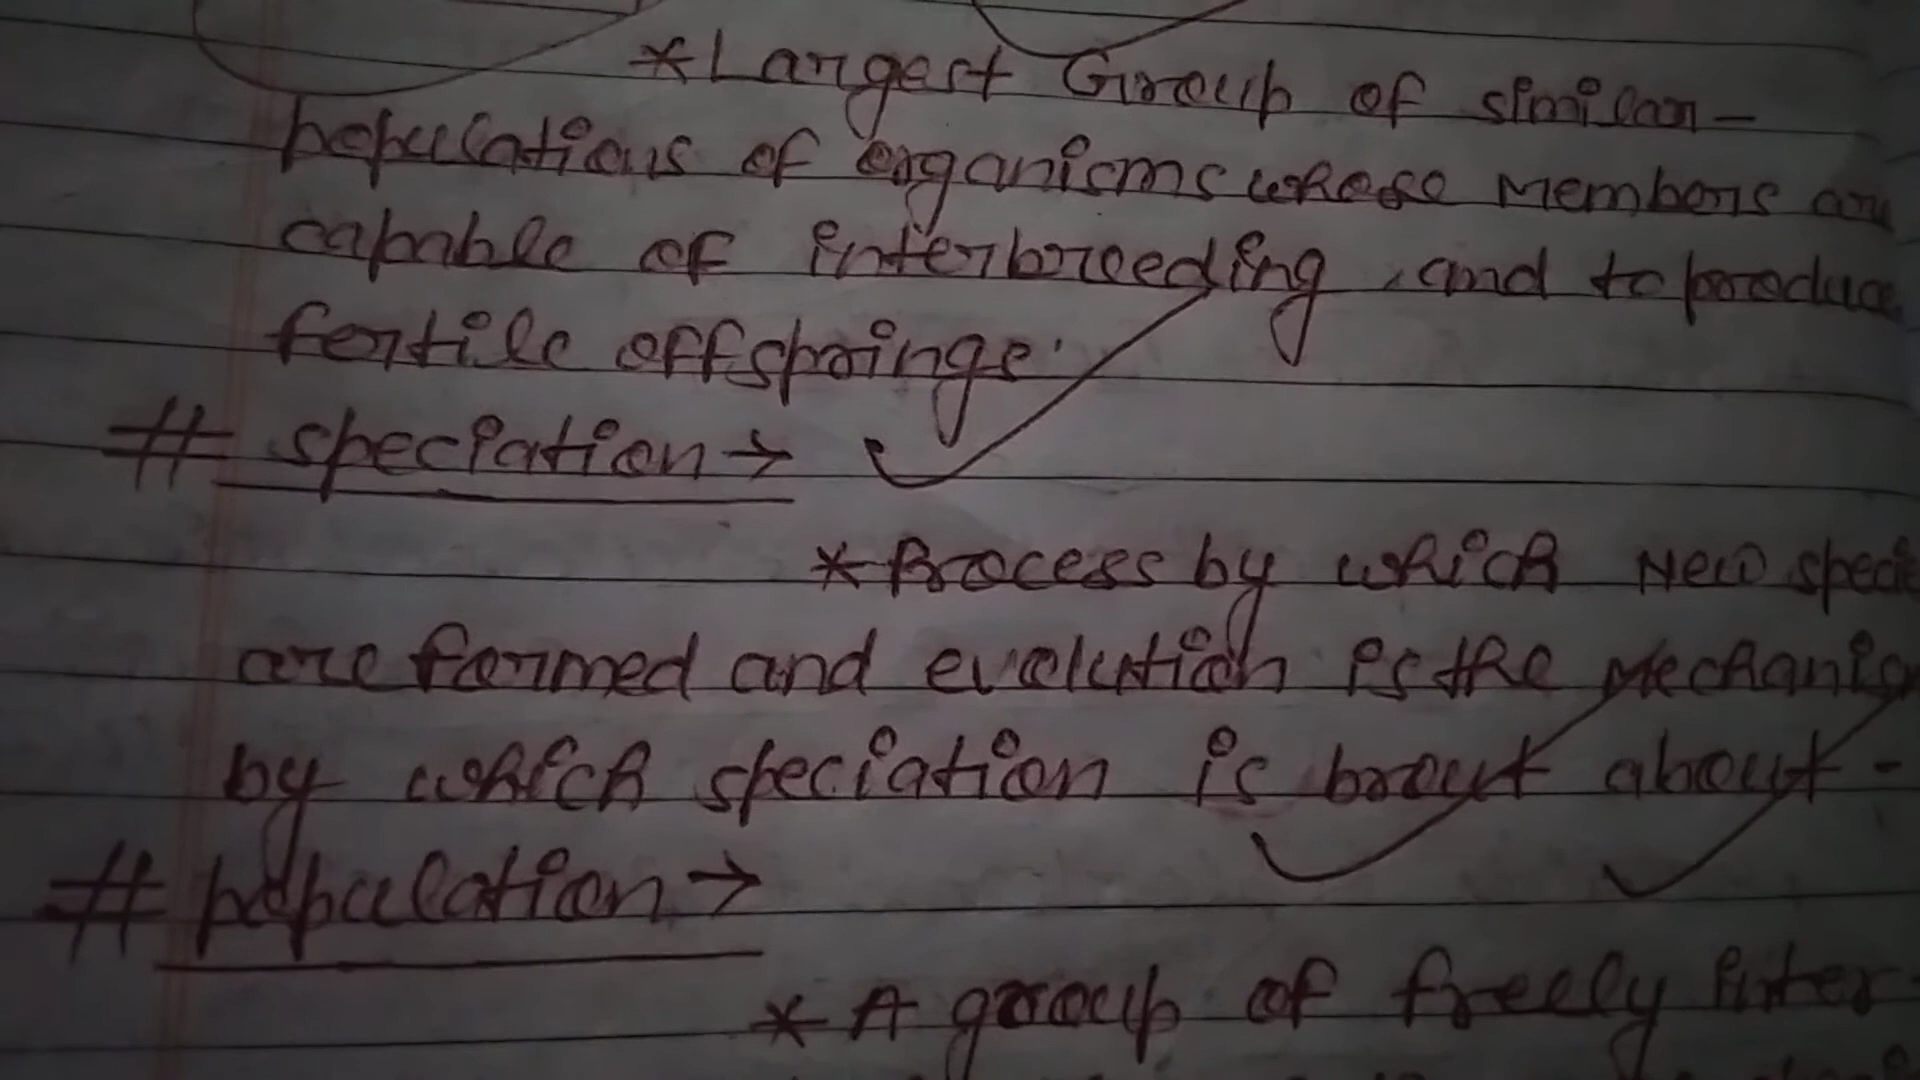 *Largest Group of similar-
populations of organisms whose Members are
capable of interbreeding, and to produce
fertile offspringe.
# speciation →
*Process by which New
are formed and evolution is the
by which speciation is brout about-
# population →
* A group of freely inter-